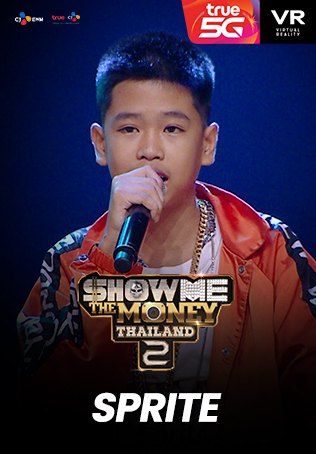 CJ ENM
true CJ
true
5G
VR
VIRTUAL
REALITY
SHOW ME
THE MONEY
THAILAND
2
SPRITE